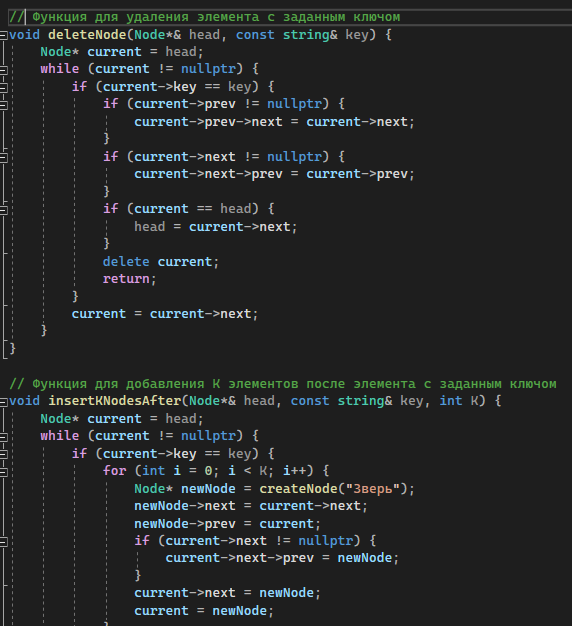 // Функция для удаления элемента с заданным ключом
void deleteNode(Node*& head, const string& key) {
    Node* current = head;
    while (current != nullptr) {
        if (current->key == key) {
            if (current->prev != nullptr) {
                current->prev->next = current->next;
            }
            if (current->next != nullptr) {
                current->next->prev = current->prev;
            }
            if (current == head) {
                head = current->next;
            }
            delete current;
            return;
        }
        current = current->next;
    }
}

// Функция для добавления К элементов после элемента с заданным ключом
void insertKNodesAfter(Node*& head, const string& key, int K) {
    Node* current = head;
    while (current != nullptr) {
        if (current->key == key) {
            for (int i = 0; i < K; i++) {
                Node* newNode = createNode("Зверь");
                newNode->next = current->next;
                newNode->prev = current;
                if (current->next != nullptr) {
                    current->next->prev = newNode;
                }
                current->next = newNode;
                current = newNode;
            }